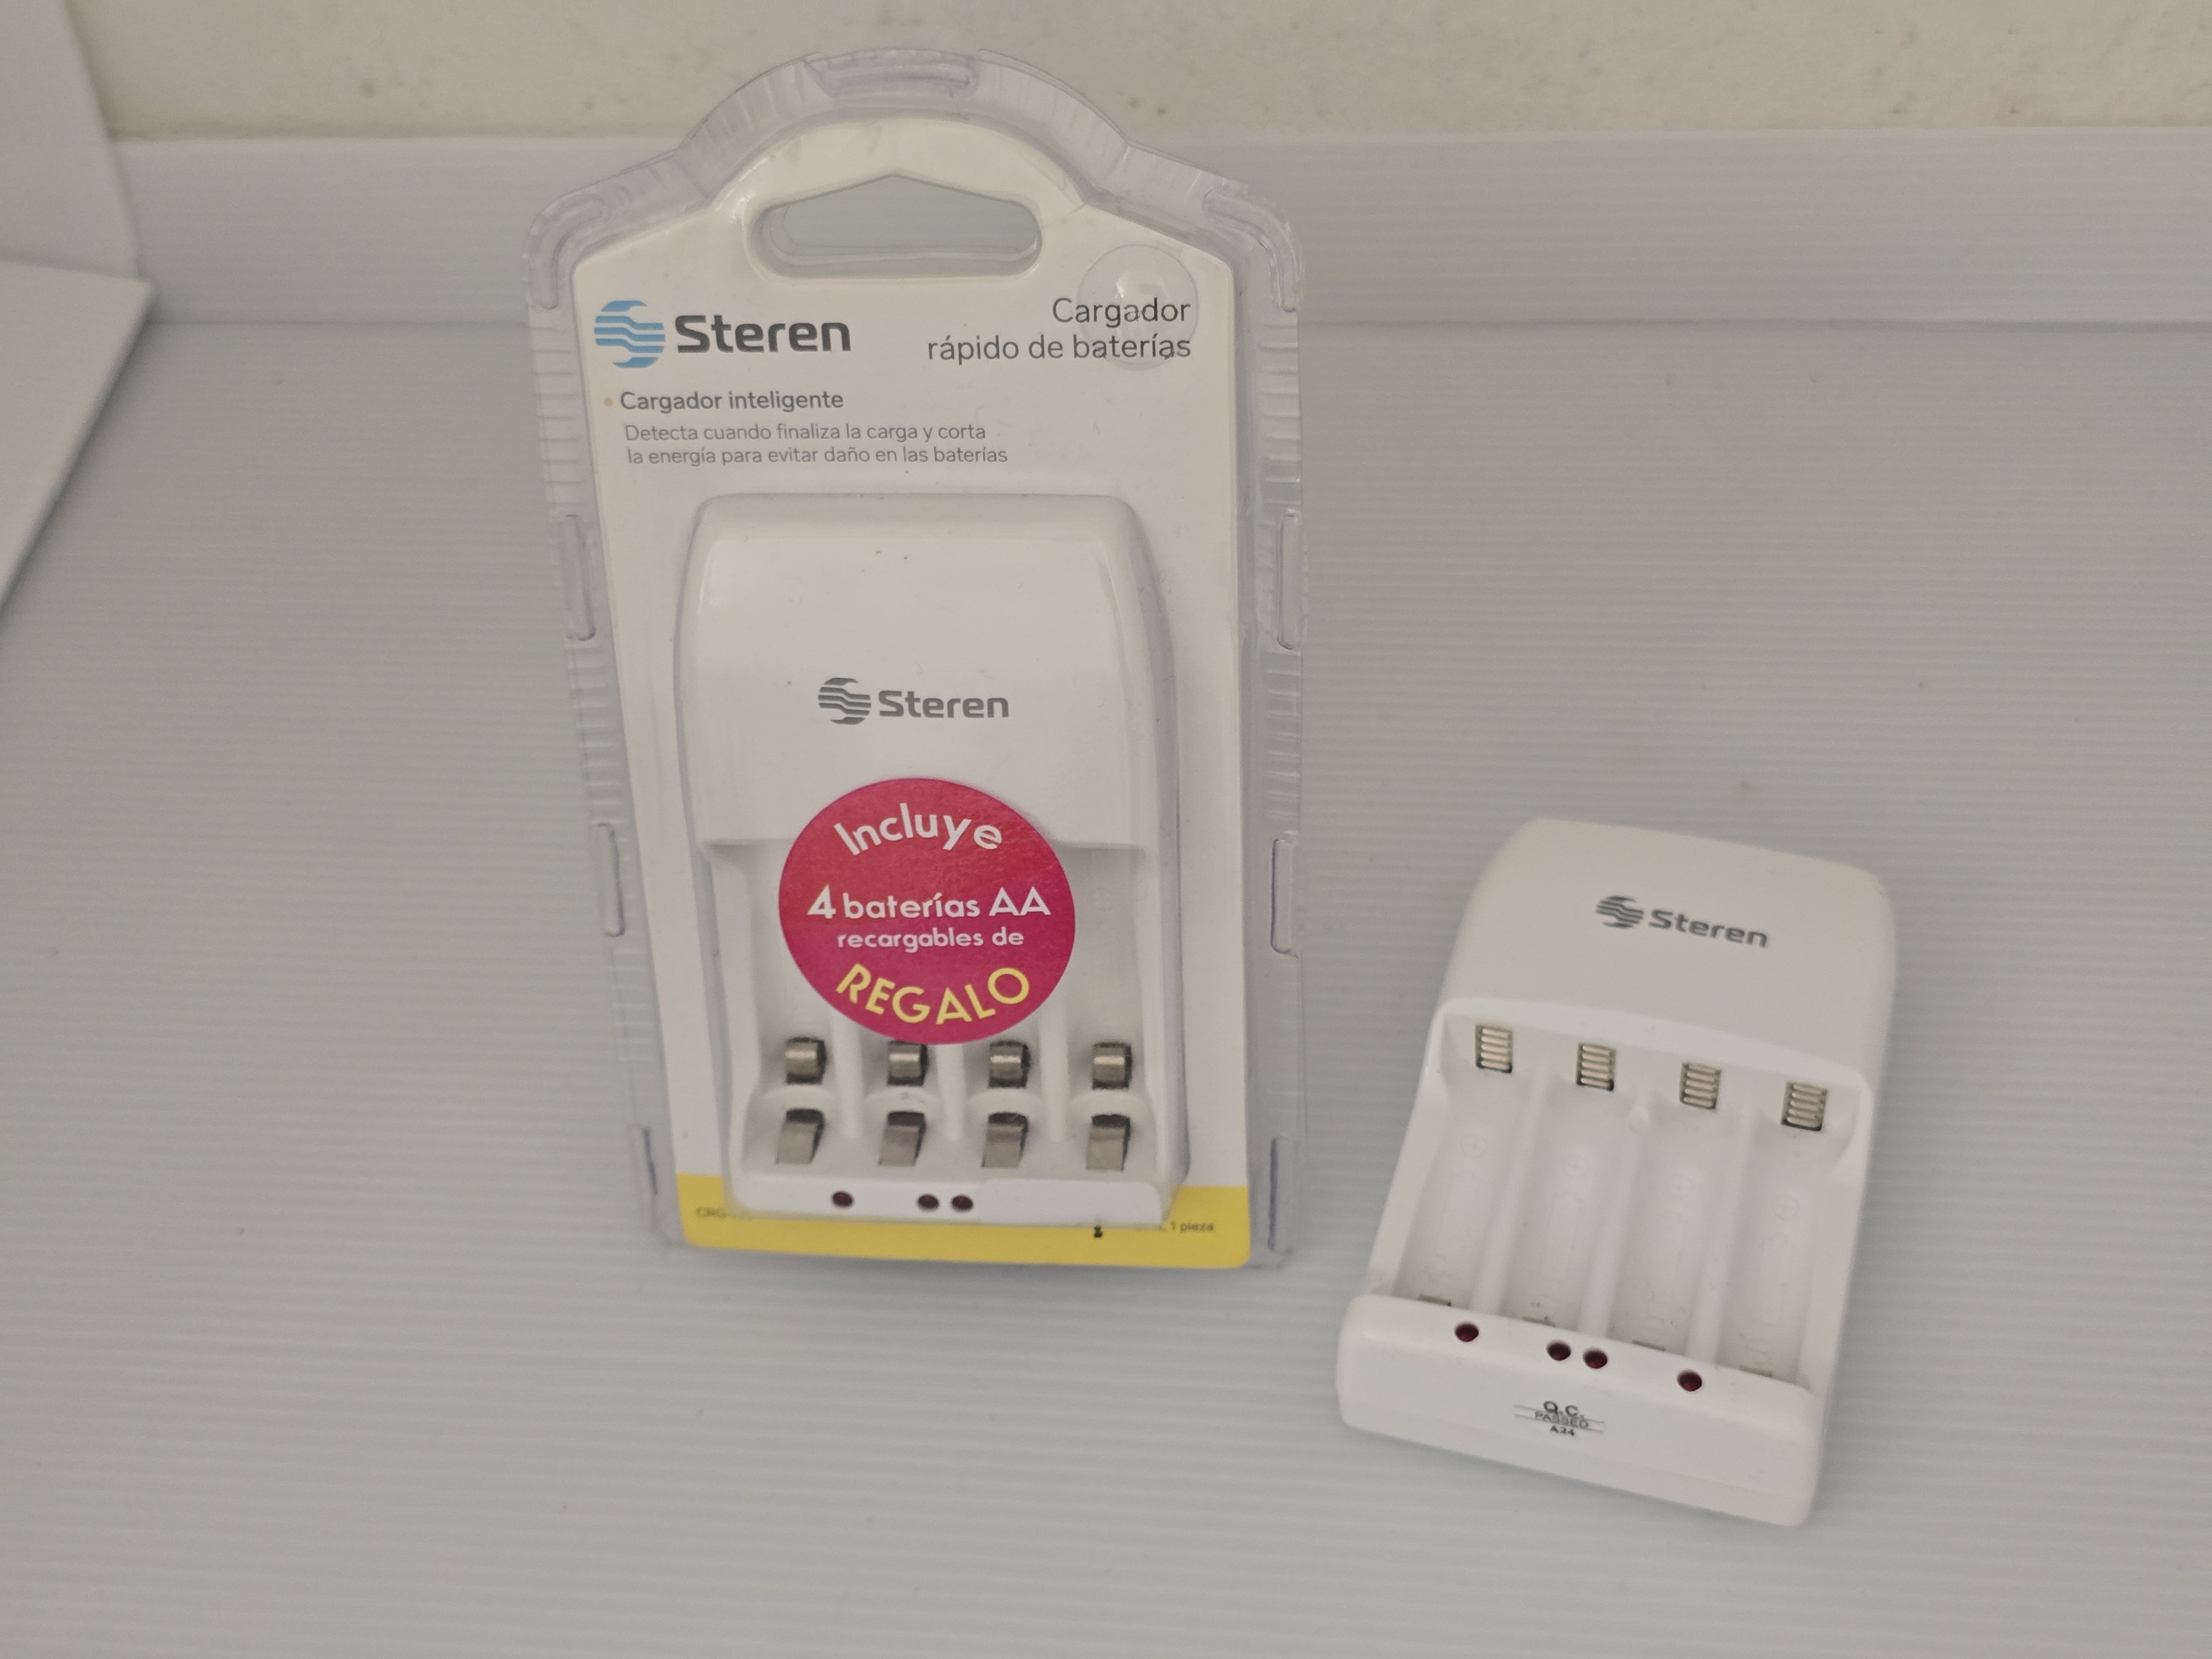 Steren
Cargador
rápido de baterías
Cargador inteligente
Detecta cuando finaliza la carga y corta
la energía para evitar daño en las baterías
Steren
Incluye
4 baterías AA
recargables de
REGALO
1 pieza
Steren
Q.C.
PASSED
A24